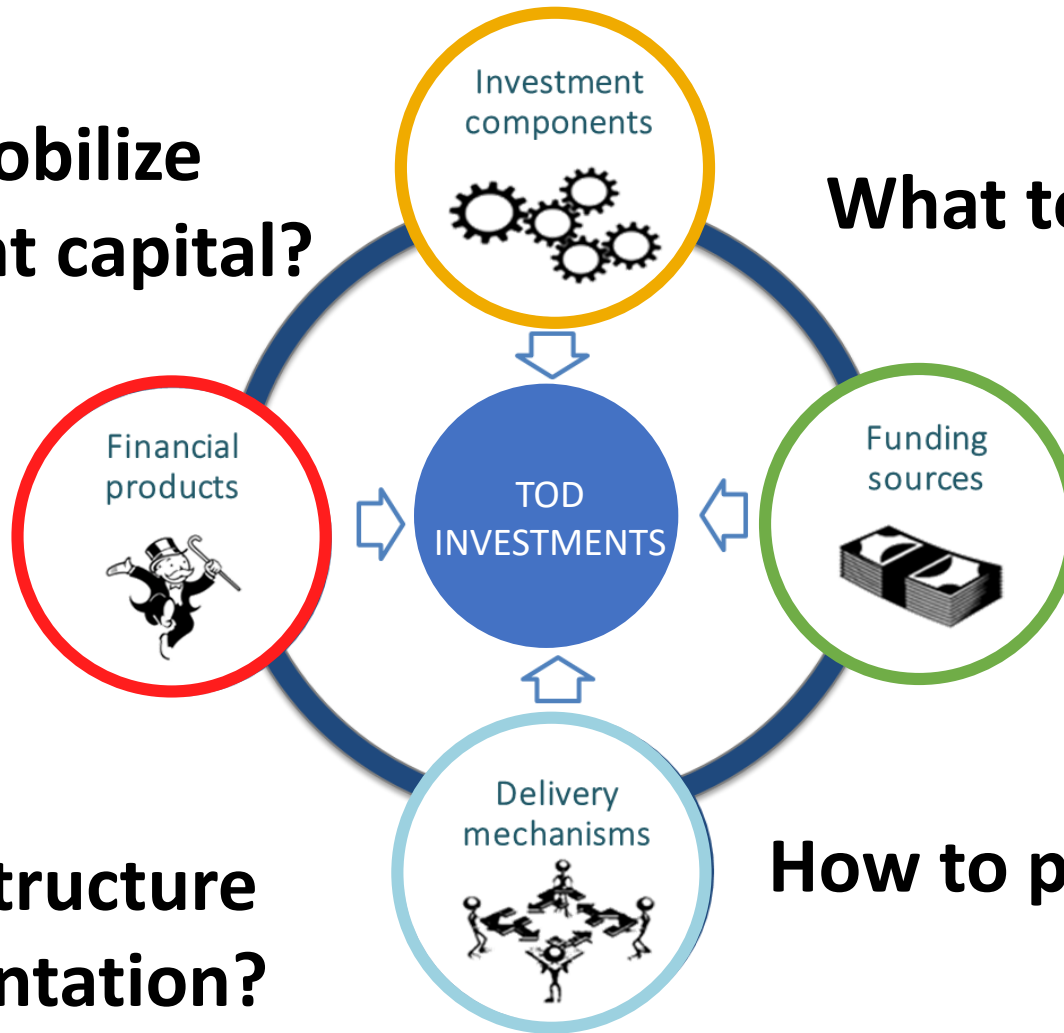 Investment
components
obilize
t capital?
What t
Financial
products
Funding
sources
TOD
INVESTMENTS
Delivery
mechanisms
tructure
ntation?
How to p